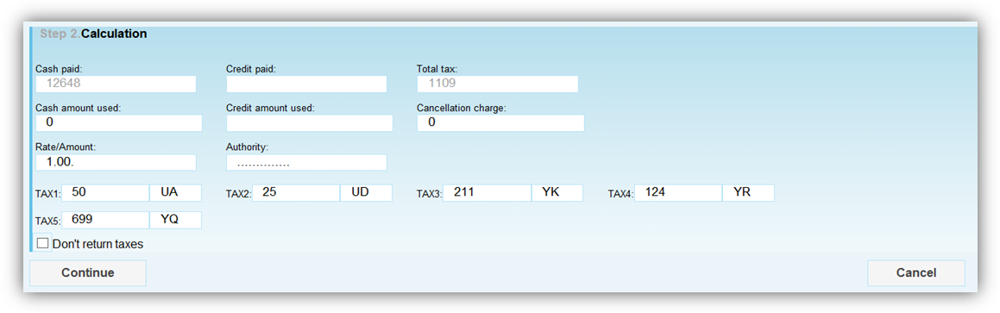 Step 2.Calculation
Cash paid: Credit paid: Total tax:
12648 1109
Cash amount used: Credit amount used: Cancellation charge:
0 0
Rate/Amount: Authority:
1.00. ..............
TAX1: 50 UA TAX2: 25 UD TAX3: 211 YK TAX4: 124 YR
TAX5: 699 YQ
Don't return taxes
Continue Cancel